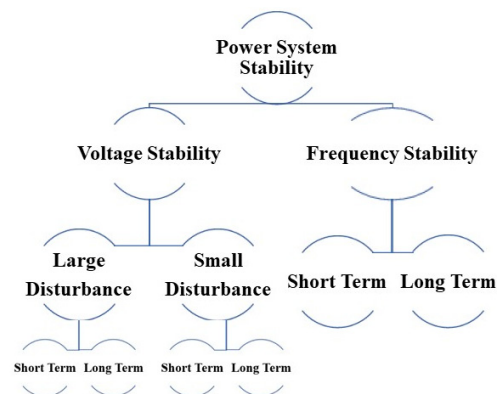 Power System
Stability
Voltage Stability
Frequency Stability
Large
Disturbance
Small
Disturbance
Short Term
Long Term
Short Term
Long Term
Short Term
Long Term